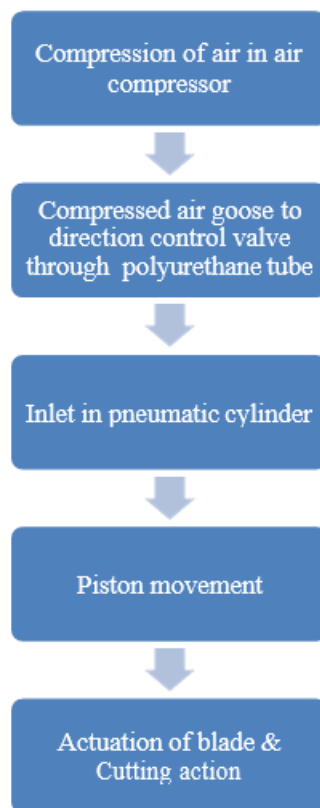 Compression of air in air
compressor
Compressed air goose to
direction control valve
through polyurethane tube
Inlet in pneumatic cylinder
Piston movement
Actuation of blade &
Cutting action